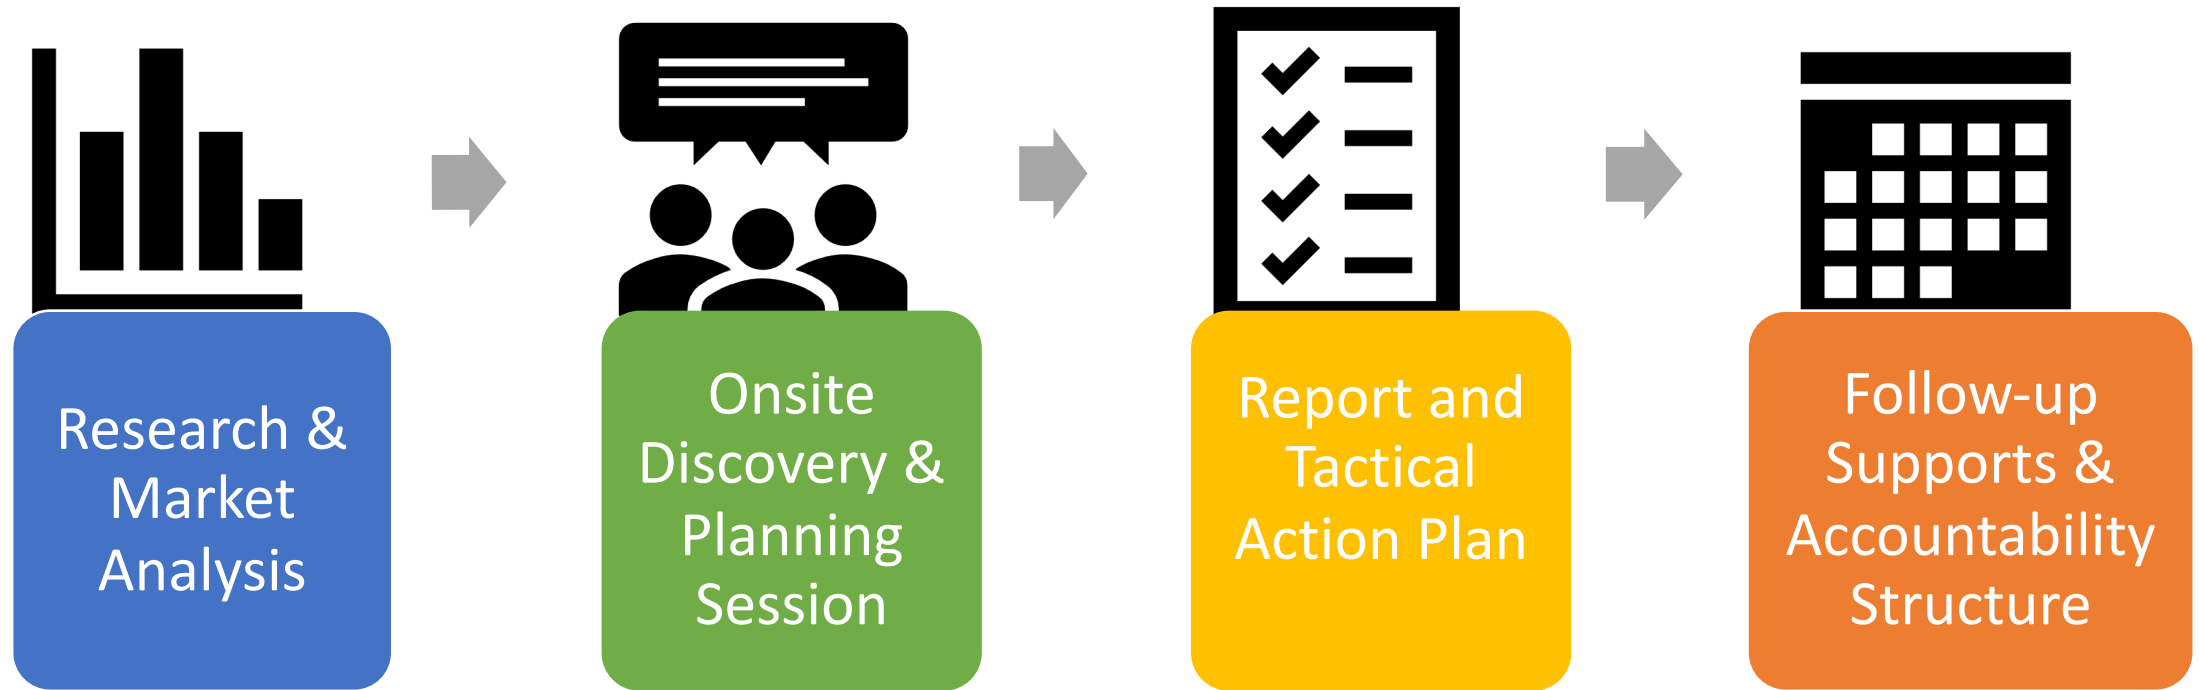 Research &
Market
Analysis
Onsite
Discovery &
Planning
Session
Report and
Tactical
Action Plan
Follow-up
Supports &
Accountability
Structure